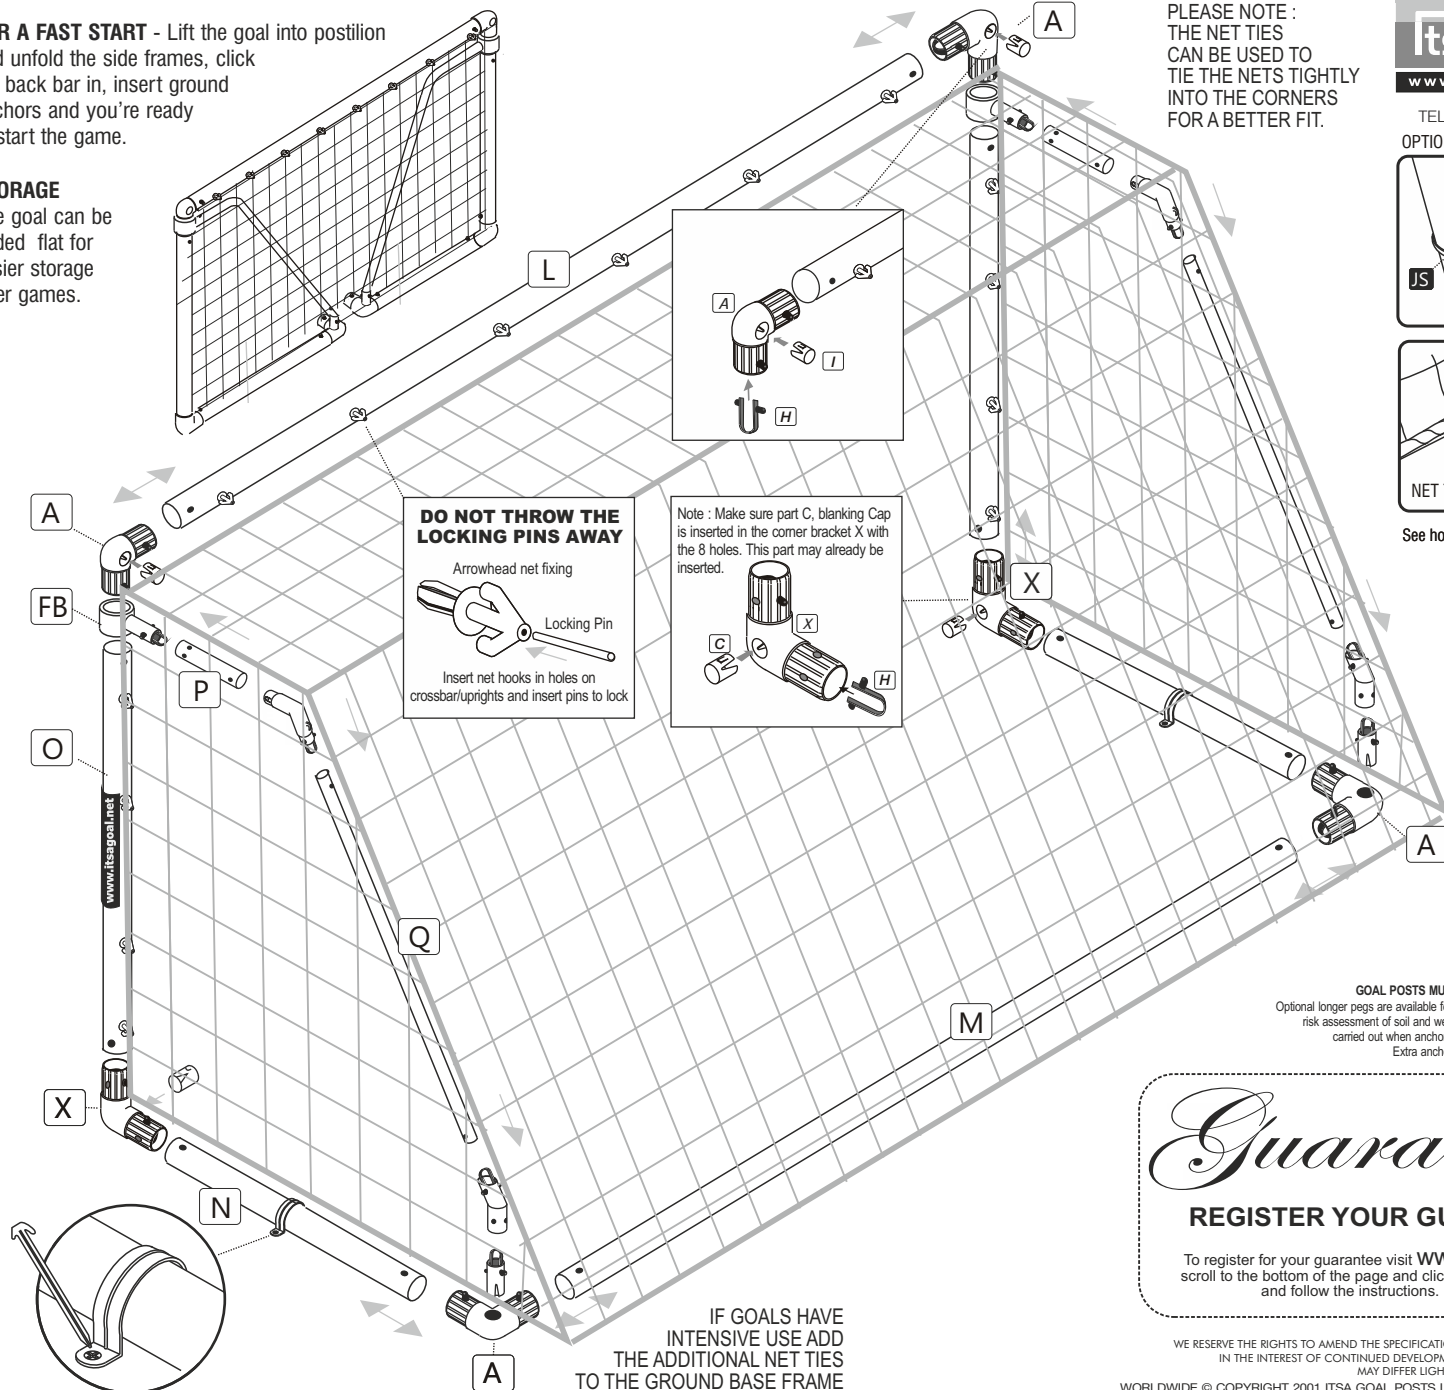 R A FAST START - Lift the goal into postilion
d unfold the side frames, click
back bar in, insert ground
chors and you're ready
start the game.
ORAGE
e goal can be
ded flat for
sier storage
er games.
PLEASE NOTE :
THE NET TIES
CAN BE USED TO
TIE THE NETS TIGHTLY
INTO THE CORNERS
FOR A BETTER FIT.
Its
www
TEL
OPTIO
JS
NET
See ho
A
L
A
I
H
A
FB
P
O
www.itsagoal.net
DO NOT THROW THE
LOCKING PINS AWAY
Arrowhead net fixing
Locking Pin
Insert net hooks in holes on
crossbar/uprights and insert pins to lock
Note : Make sure part C, blanking Cap
is inserted in the corner bracket X with
the 8 holes. This part may already be
inserted.
X
C
H
X
A
Q
M
X
N
A
IF GOALS HAVE
INTENSIVE USE ADD
THE ADDITIONAL NET TIES
TO THE GROUND BASE FRAME
GOAL POSTS MU
Optional longer pegs are available f
risk assessment of soil and we
carried out when ancho
Extra anch
Guara
REGISTER YOUR GU
To register for your guarantee visit WW
scroll to the bottom of the page and clic
and follow the instructions.
WE RESERVE THE RIGHTS TO AMEND THE SPECIFICATIO
IN THE INTEREST OF CONTINUED DEVELOPM
MAY DIFFER LIGH
WORLDWIDE © COPYRIGHT 2001 ITSA GOAL POSTS L